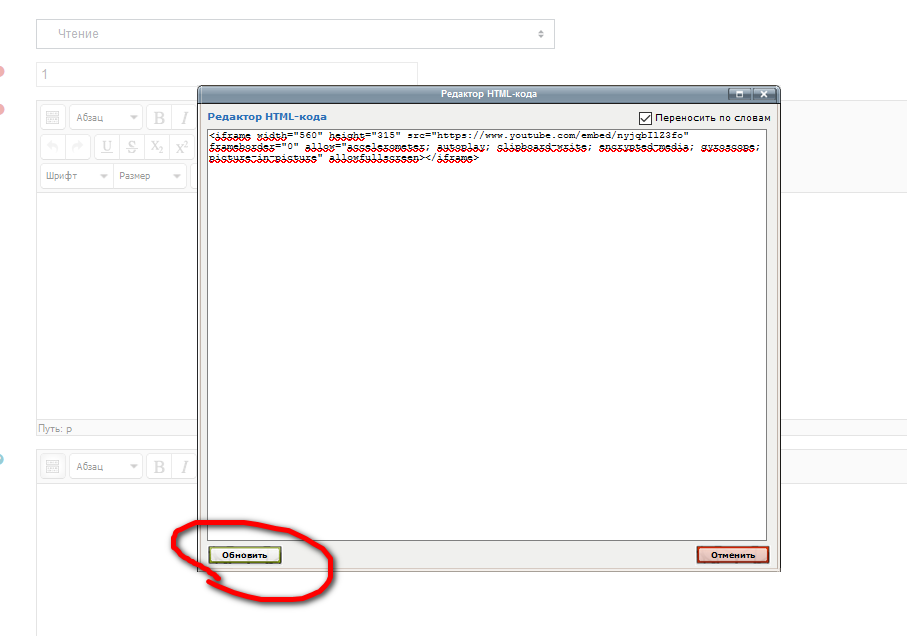 Чтение
1
Редактор HTML-кода
Редактор HTML-кода
Переносить по словам
Абзац
B I
U S X₂ X²
Шрифт Размер
<iframe width="560" height="315" src="https://www.youtube.com/embed/nyjqbIlZ3fo"
frameborder="0" allow="accelerometer; autoplay; clipboard-write; encrypted-media; gyroscope;
picture-in-picture" allowfullscreen></iframe>
Путь: p
Абзац
B I
Обновить
Отменить